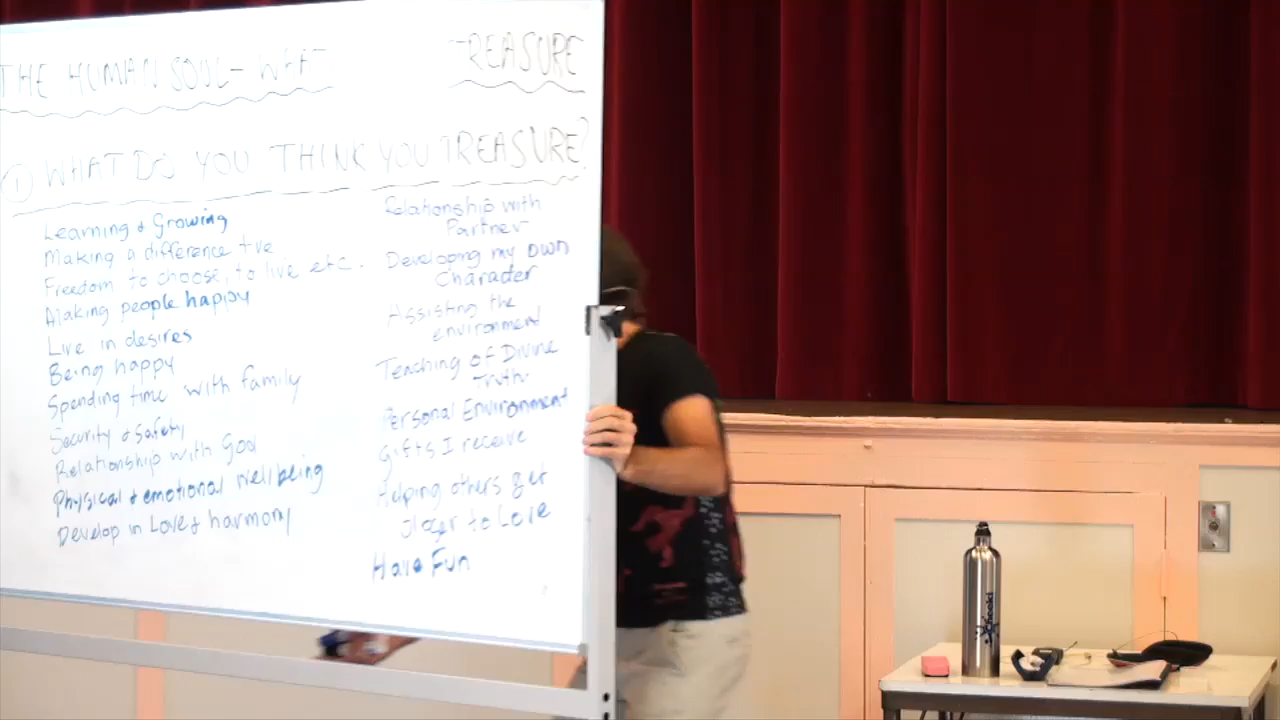 THE HUMAN SOUL - WHAT
TREASURE
① WHAT DO YOU THINK YOU TREASURE?
Learning & Growing
Making a difference +ve
Freedom to choose, to live etc.
Making people happy
Live in desires
Being happy
Spending time with family
Security & safety
Relationship with God
Physical & emotional wellbeing
Develop in Love & harmony
Relationship with
Partner
Developing my own
Character
Assisting the
environment
Teaching of Divine
Truth
Personal Environment
Gifts I receive
Helping others get
closer to Love
Have Fun
cheeki